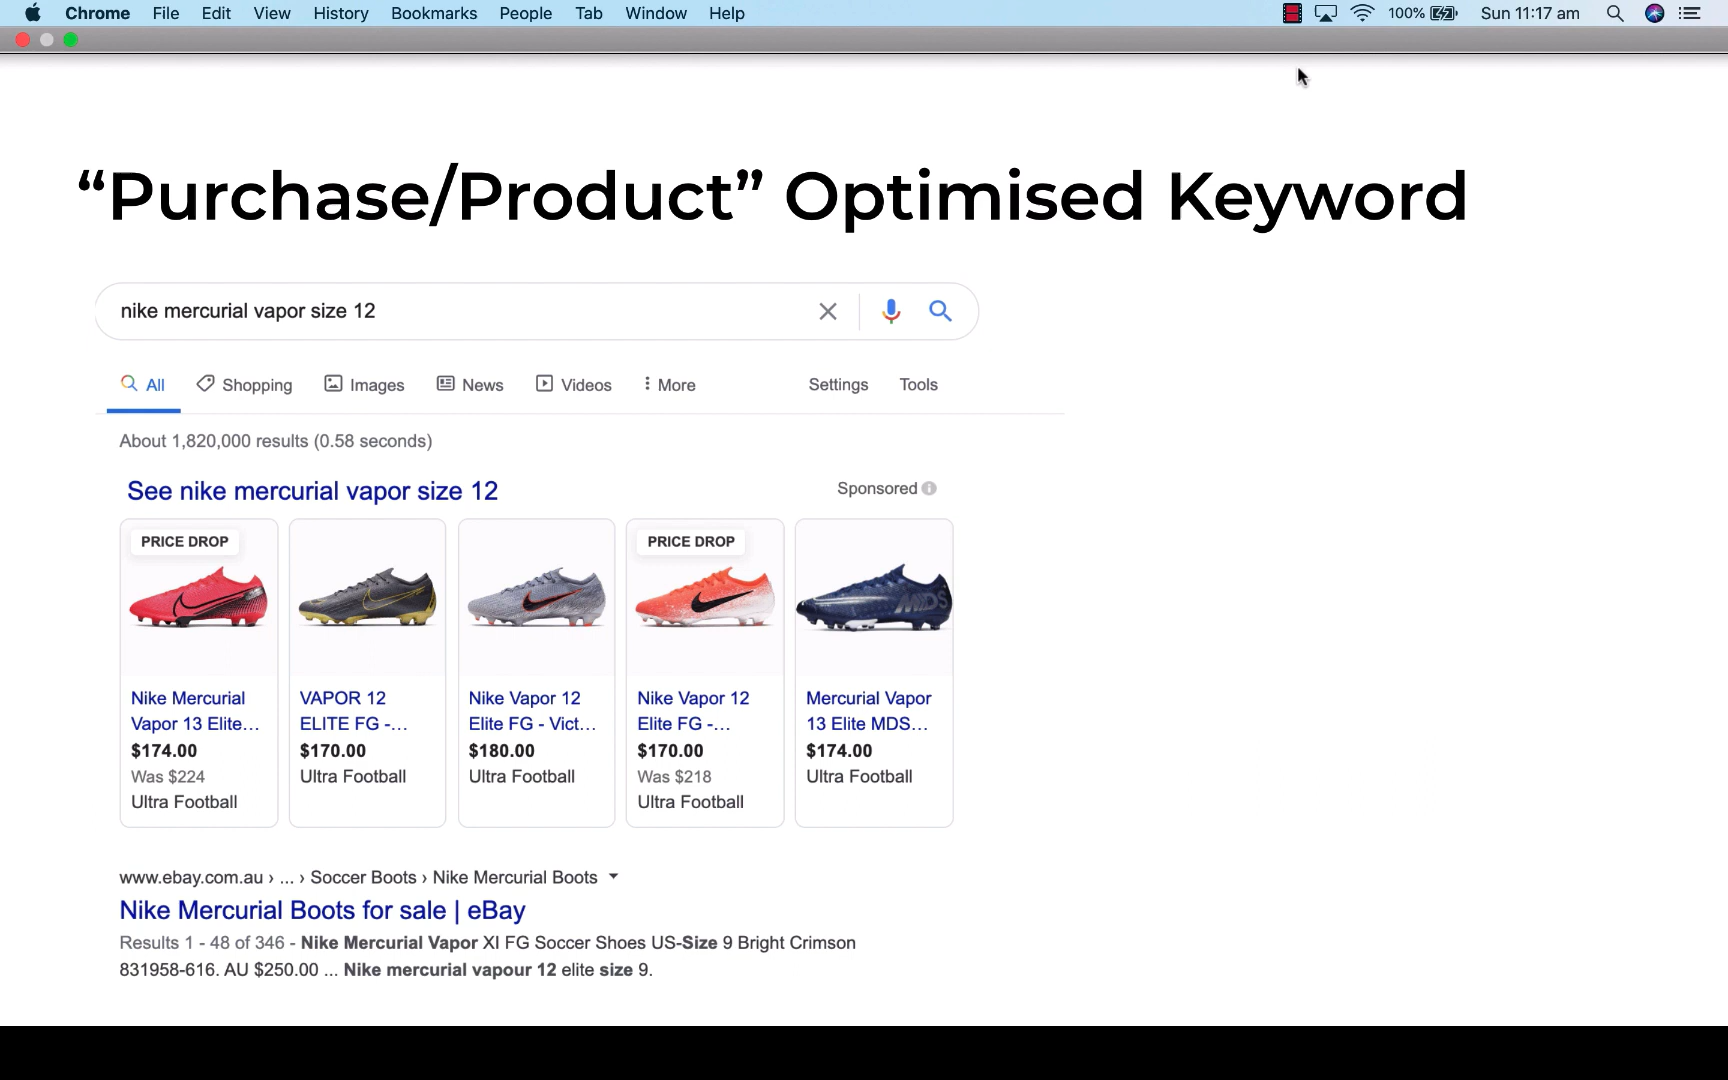 Chrome File Edit View History Bookmarks People Tab Window Help 100% Sun 11:17 am
“Purchase/Product” Optimised Keyword
nike mercurial vapor size 12
All Shopping Images News Videos More Settings Tools
About 1,820,000 results (0.58 seconds)
See nike mercurial vapor size 12
Sponsored
PRICE DROP
Nike Mercurial
Vapor 13 Elite...
$174.00
Was $224
Ultra Football
VAPOR 12
ELITE FG -...
$170.00
Ultra Football
Nike Vapor 12
Elite FG - Vict...
$180.00
Ultra Football
PRICE DROP
Nike Vapor 12
Elite FG -...
$170.00
Was $218
Ultra Football
MDS
Mercurial Vapor
13 Elite MDS...
$174.00
Ultra Football
www.ebay.com.au › ... › Soccer Boots › Nike Mercurial Boots
Nike Mercurial Boots for sale | eBay
Results 1 - 48 of 346 - Nike Mercurial Vapor XI FG Soccer Shoes US-Size 9 Bright Crimson
831958-616. AU $250.00 ... Nike mercurial vapour 12 elite size 9.